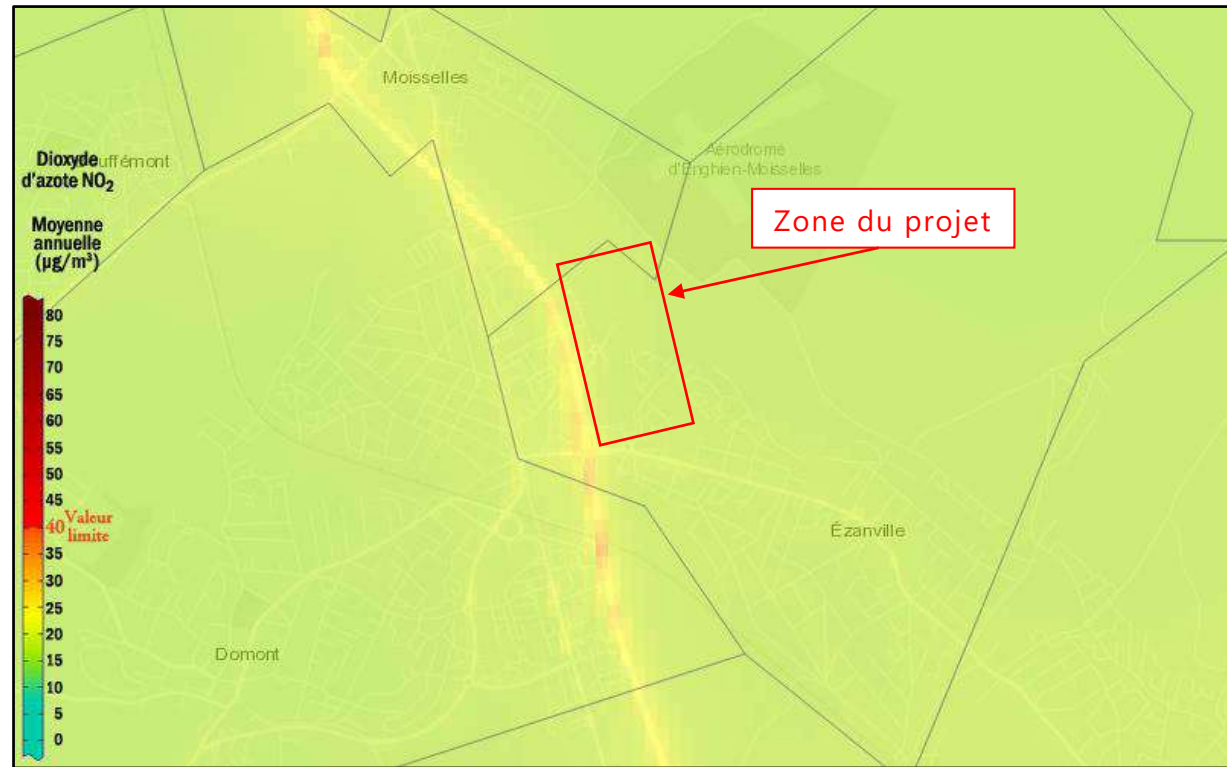 Moisselles
Dioxyde
d'azote NO₂
uffémont
Aérodrome
d'Enghien-Moisselles
Zone du projet
Moyenne
annuelle
(µg/m³)
80
75
70
65
60
55
50
45
40 Valeur
limite
35
30
25
20
15
10
5
0
Ézanville
Domont